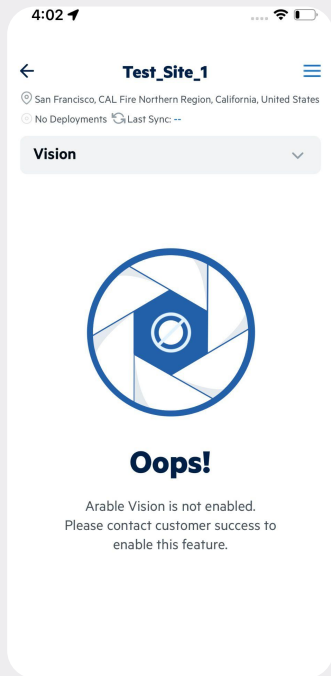 4:02
Test_Site_1
San Francisco, CAL Fire Northern Region, California, United States
No Deployments Last Sync: --
Vision
Oops!
Arable Vision is not enabled.
Please contact customer success to
enable this feature.